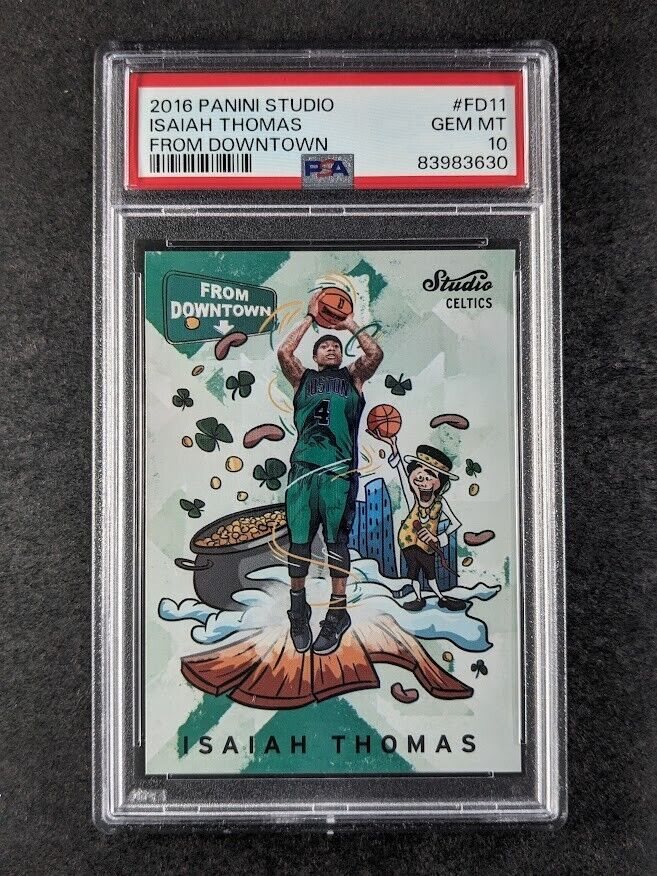 2016 PANINI STUDIO #FD11
ISAIAH THOMAS GEM MT
FROM DOWNTOWN 10
83983630
PSA
FROM
DOWNTOWN
Studio
CELTICS
BOSTON
4
ISAIAH THOMAS